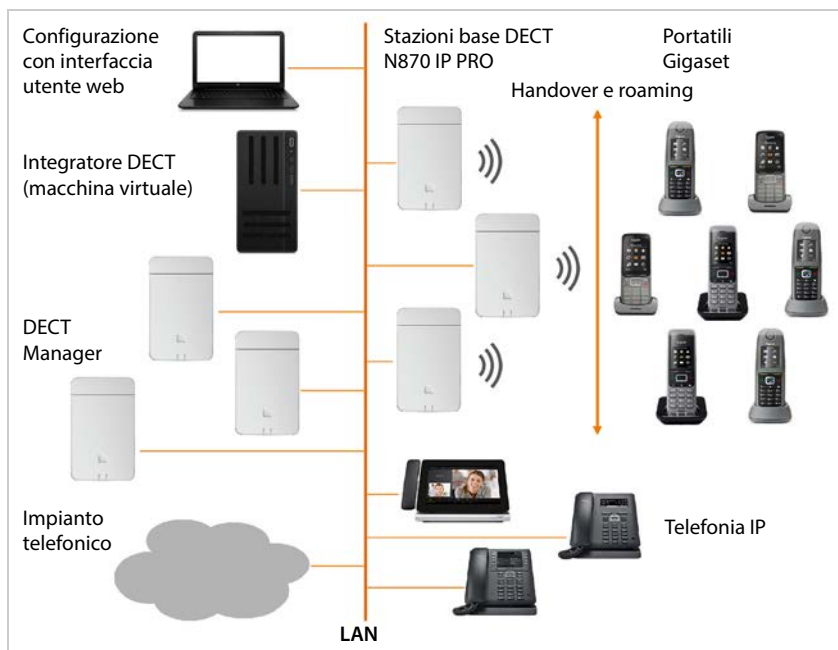 Configurazione
con interfaccia
utente web
Stazioni base DECT
N870 IP PRO
Portatili
Gigaset
Handover e roaming
Integratore DECT
(macchina virtuale)
DECT
Manager
Impianto
telefonico
Telefonia IP
LAN